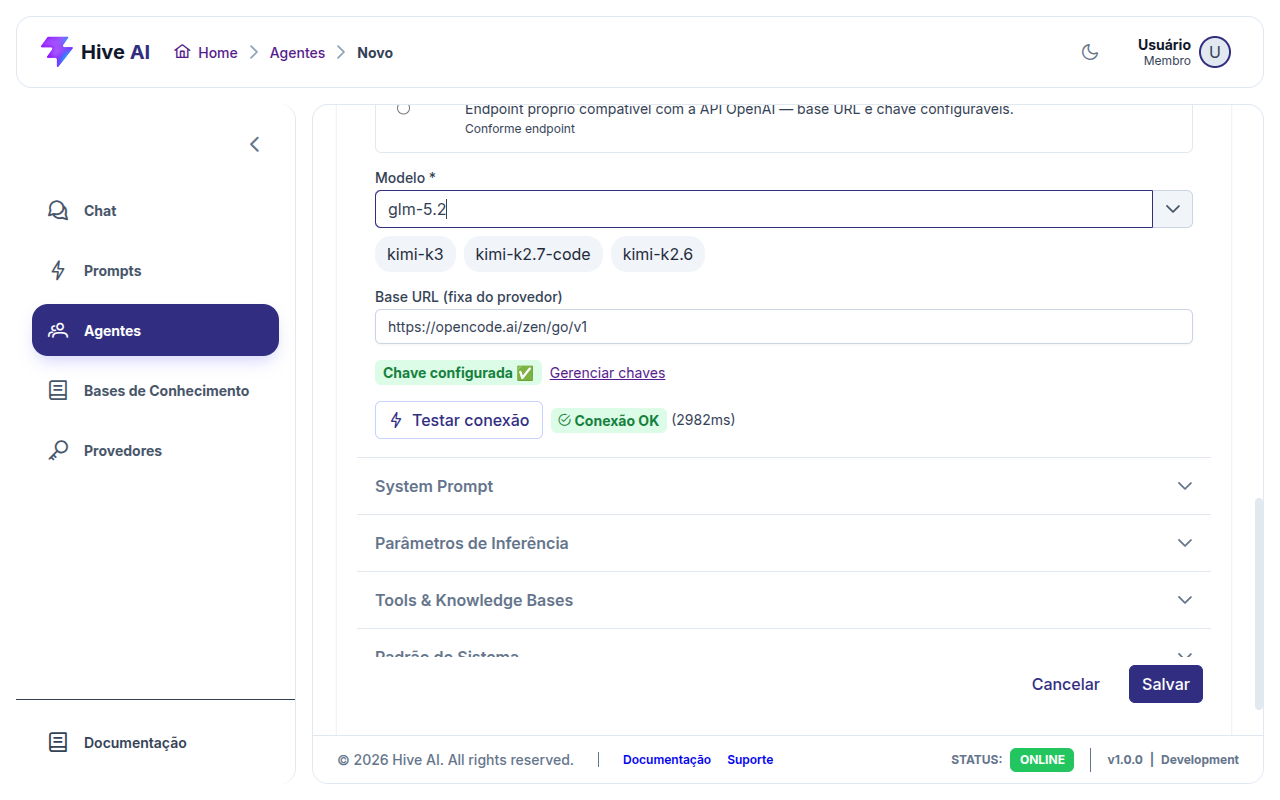 Hive AI
Home
Agentes
Novo
Usuário
Membro
U
Chat
Prompts
Agentes
Bases de Conhecimento
Provedores
Documentação
Endpoint próprio compatível com a API OpenAI — base URL e chave configuráveis.
Conforme endpoint
Modelo *
glm-5.2
kimi-k3
kimi-k2.7-code
kimi-k2.6
Base URL (fixa do provedor)
https://opencode.ai/zen/go/v1
Chave configurada ✅
Gerenciar chaves
Testar conexão
Conexão OK
(2982ms)
System Prompt
Parâmetros de Inferência
Tools & Knowledge Bases
Padrão do Sistema
Cancelar
Salvar
© 2026 Hive AI. All rights reserved.
Documentação
Suporte
STATUS:
ONLINE
v1.0.0 | Development